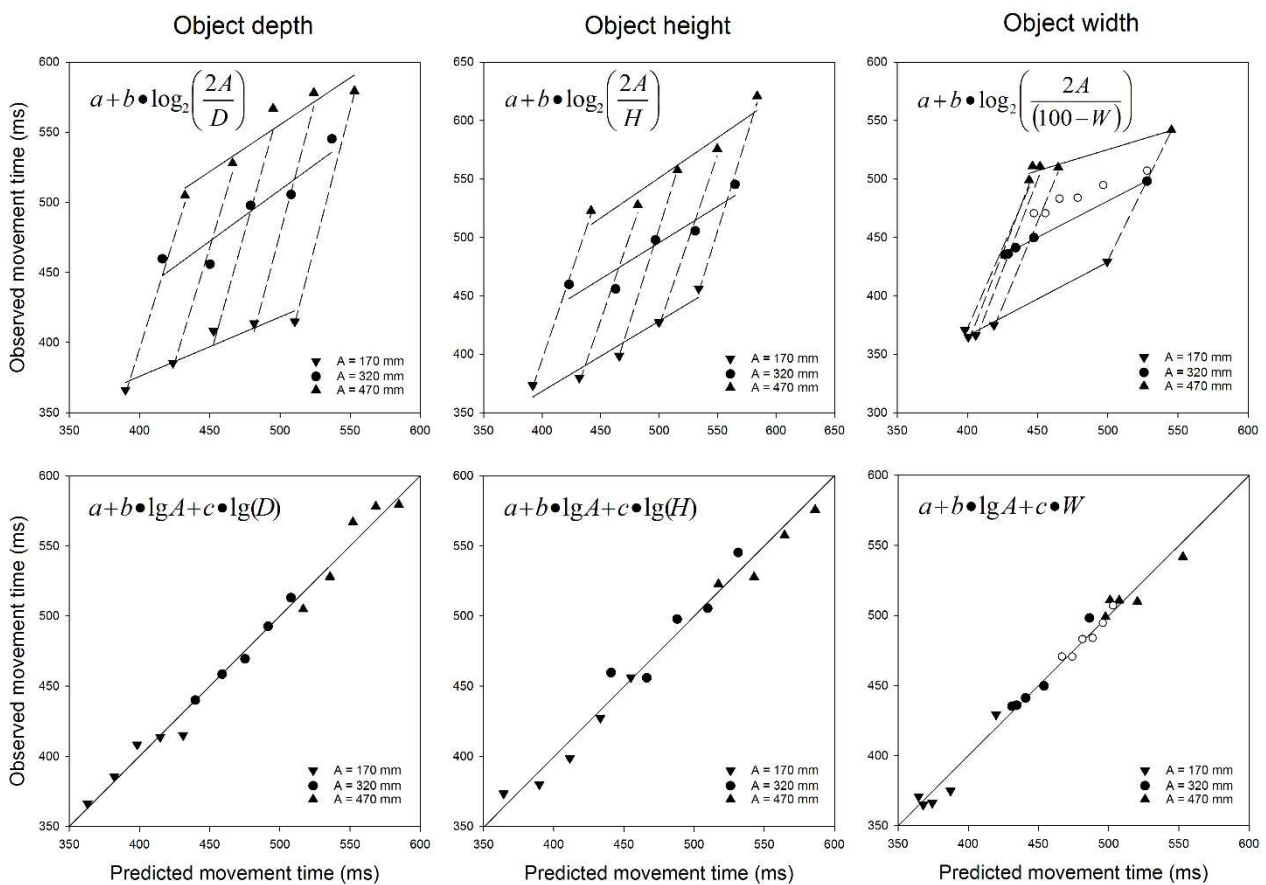 Object depth
Object height
Object width
Observed movement time (ms)
600
550
500
450
400
350
a+b●log₂(2A/D)
A = 170 mm
A = 320 mm
A = 470 mm
350 400 450 500 550 600
650
600
550
500
450
400
350
a+b●log₂(2A/H)
A = 170 mm
A = 320 mm
A = 470 mm
350 400 450 500 550 600
600
550
500
450
400
350
300
a+b●log₂(2A/(100−W))
A = 170 mm
A = 320 mm
A = 470 mm
350 400 450 500 550 600
Observed movement time (ms)
600
550
500
450
400
350
a+b●lgA+c●lg(D)
A = 170 mm
A = 320 mm
A = 470 mm
350 400 450 500 550 600
Predicted movement time (ms)
600
550
500
450
400
350
a+b●lgA+c●lg(H)
A = 170 mm
A = 320 mm
A = 470 mm
350 400 450 500 550 600
Predicted movement time (ms)
600
550
500
450
400
350
a+b●lgA+c●W
A = 170 mm
A = 320 mm
A = 470 mm
350 400 450 500 550 600
Predicted movement time (ms)